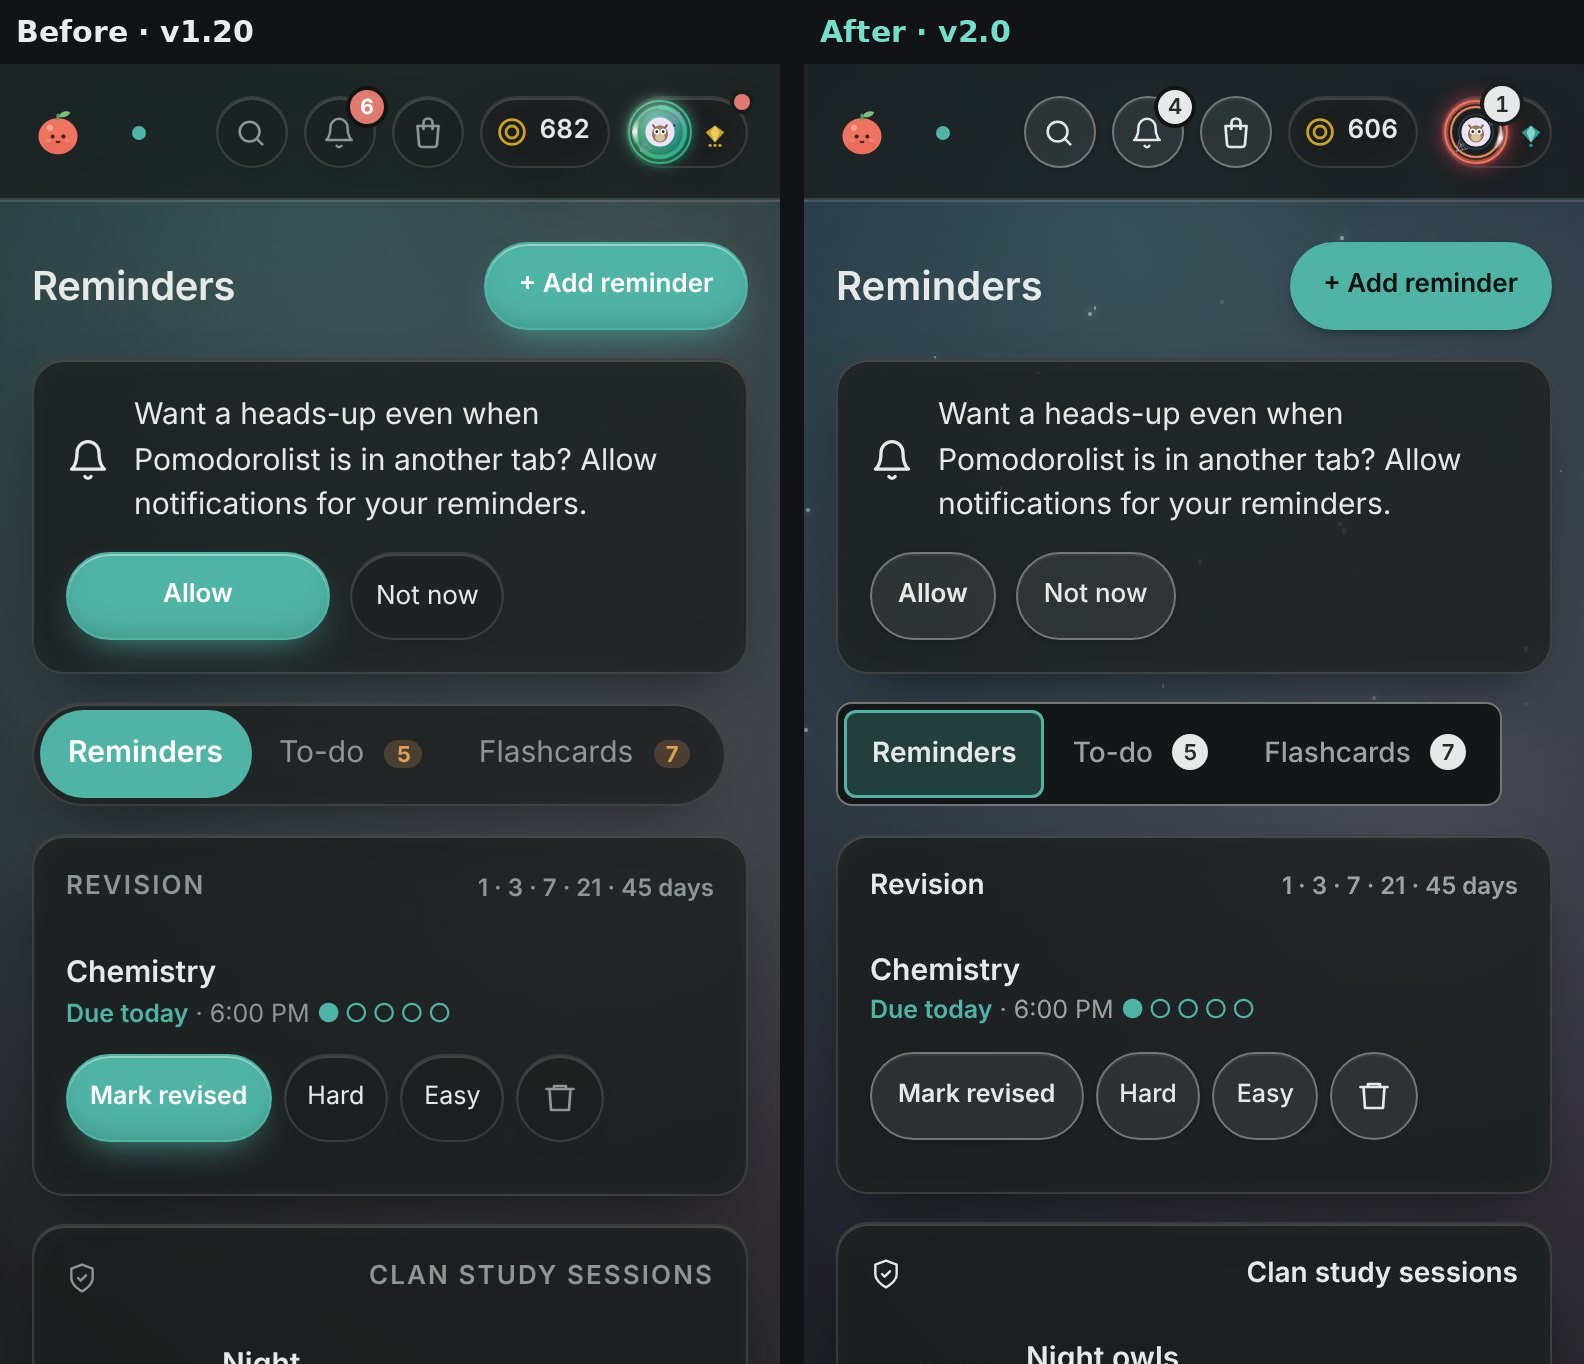 Before · v1.20
6
682
Reminders
+ Add reminder
Want a heads-up even when
Pomodorolist is in another tab? Allow
notifications for your reminders.
Allow
Not now
Reminders
To-do 5
Flashcards 7
REVISION
1 · 3 · 7 · 21 · 45 days
Chemistry
Due today · 6:00 PM
Mark revised
Hard
Easy
CLAN STUDY SESSIONS
Night
After · v2.0
4
606
1
Reminders
+ Add reminder
Want a heads-up even when
Pomodorolist is in another tab? Allow
notifications for your reminders.
Allow
Not now
Reminders
To-do 5
Flashcards 7
Revision
1 · 3 · 7 · 21 · 45 days
Chemistry
Due today · 6:00 PM
Mark revised
Hard
Easy
Clan study sessions
Night owls